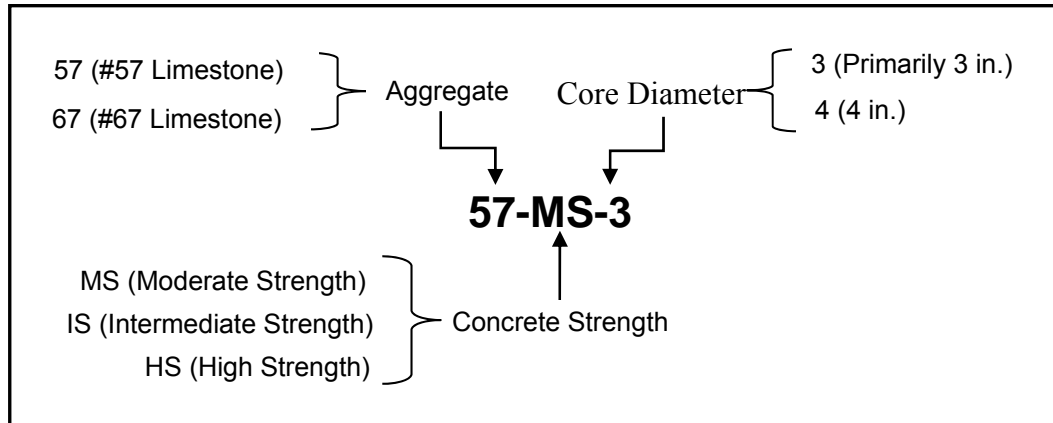 57 (#57 Limestone)
67 (#67 Limestone)
Aggregate
Core Diameter
3 (Primarily 3 in.)
4 (4 in.)
57-MS-3
MS (Moderate Strength)
IS (Intermediate Strength)
HS (High Strength)
Concrete Strength